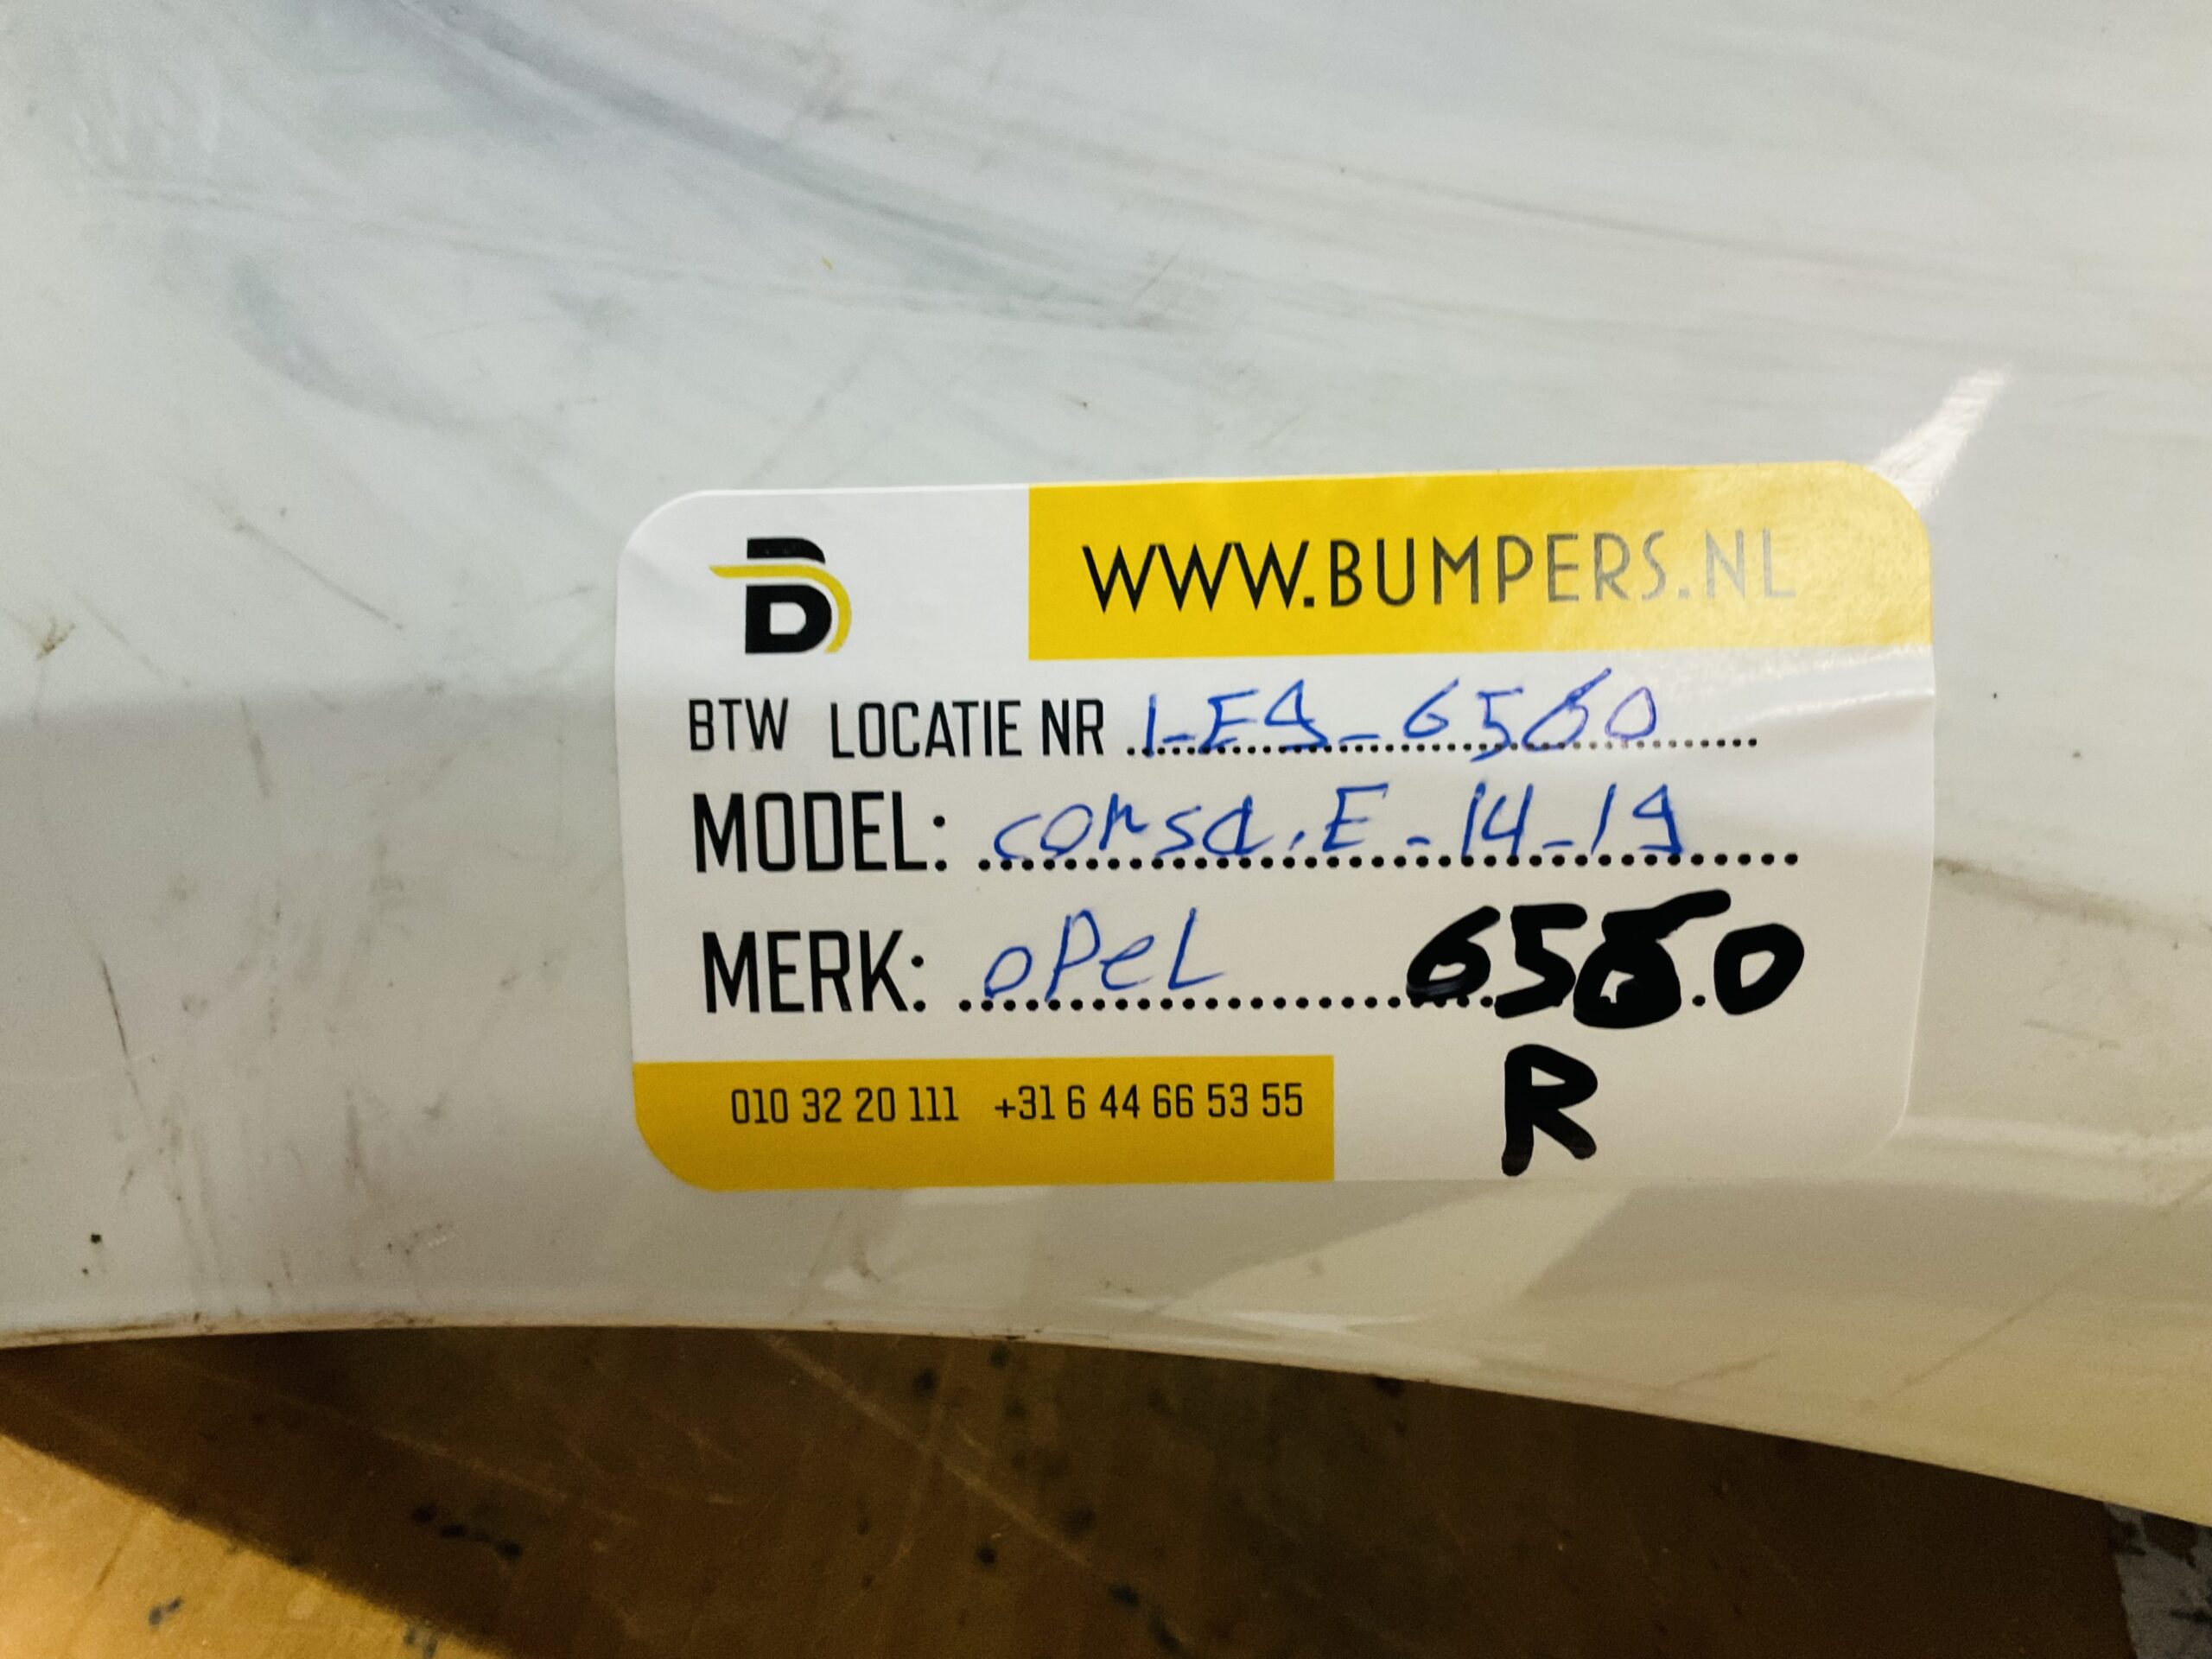 B
WWW.BUMPERS.NL
BTW LOCATIE NR 1-E9-6580
MODEL: corsa.E-14-19
MERK: oPeL 6580
010 32 20 111 +31 6 44 66 53 55
R